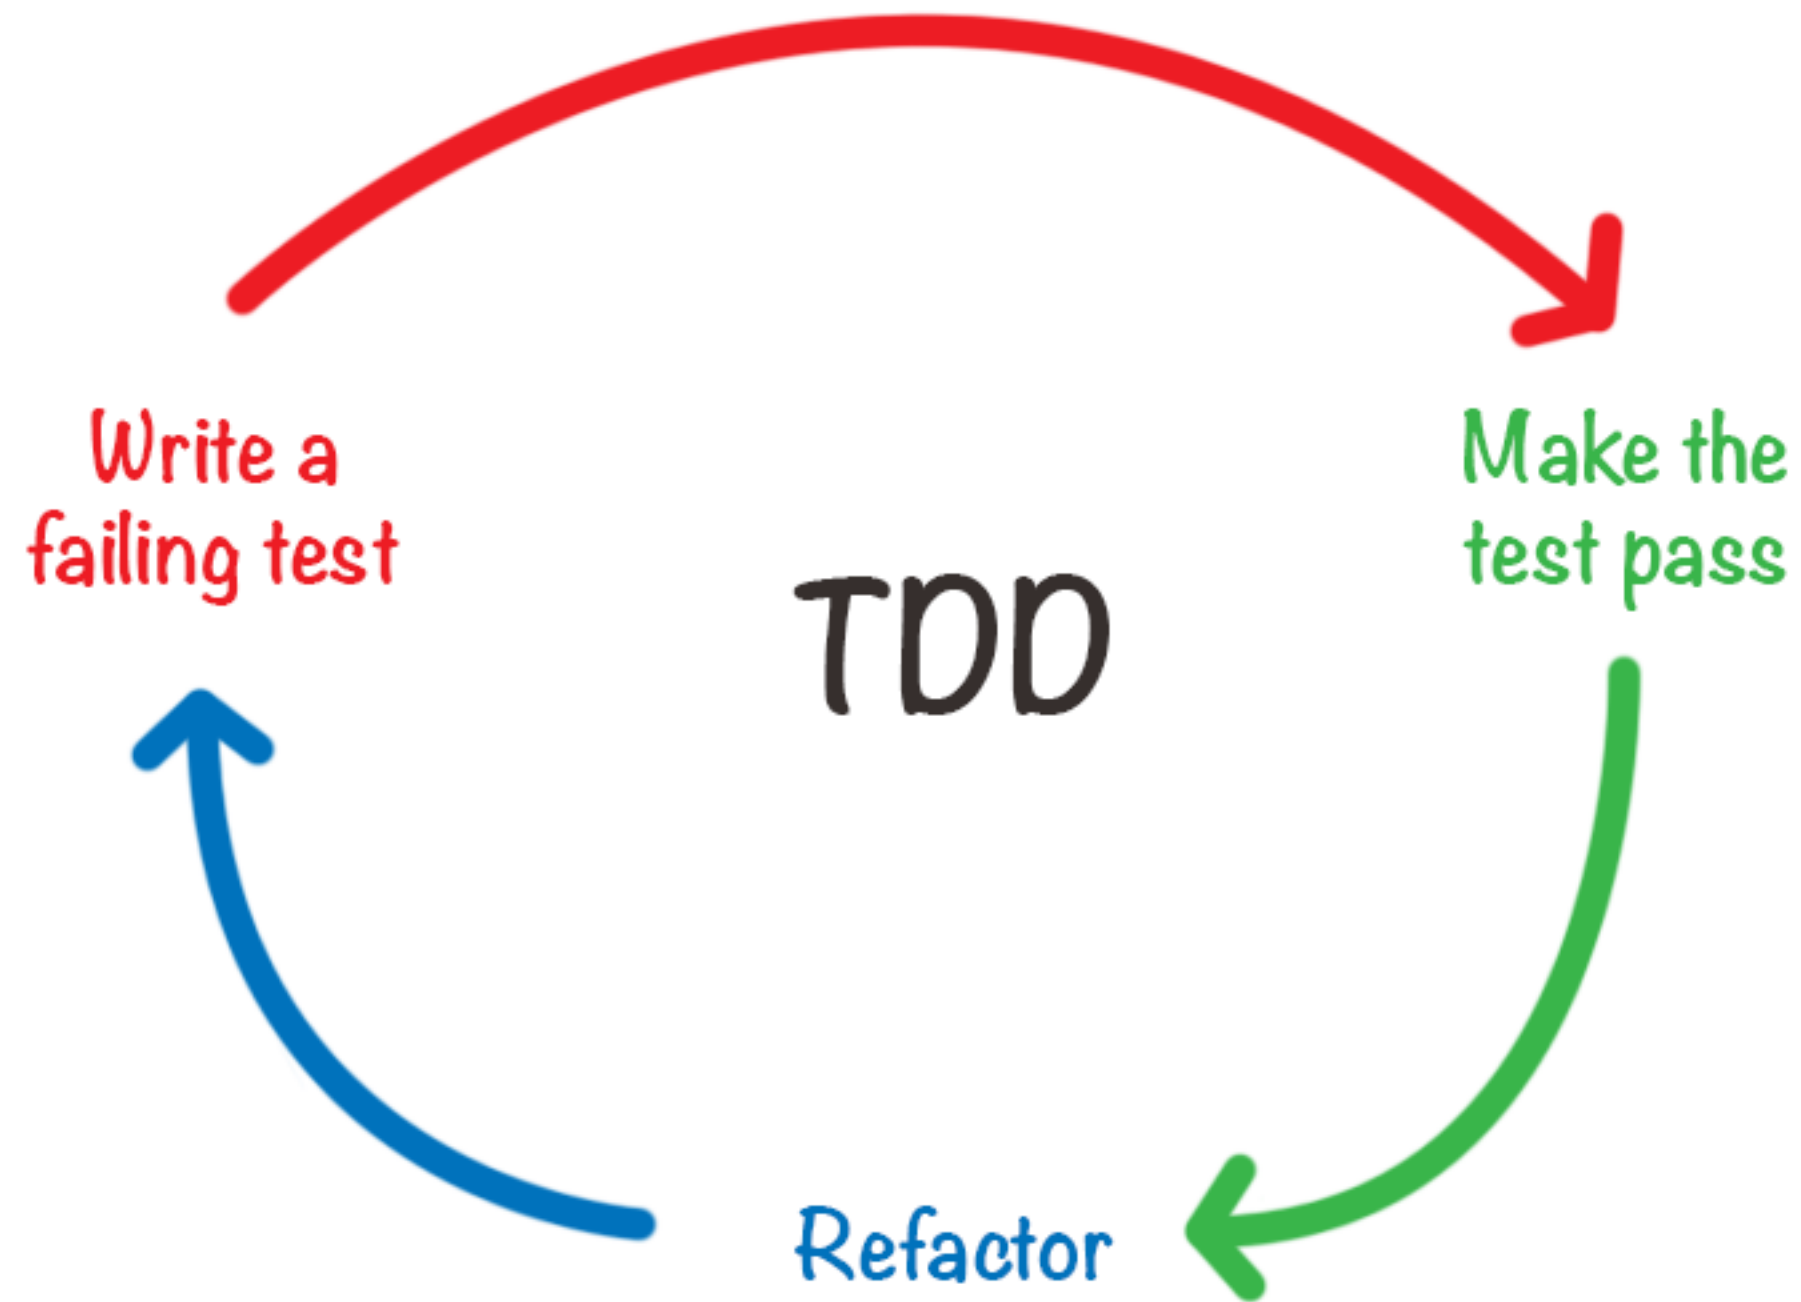 Write a
failing test
Make the
test pass
TDD
Refactor